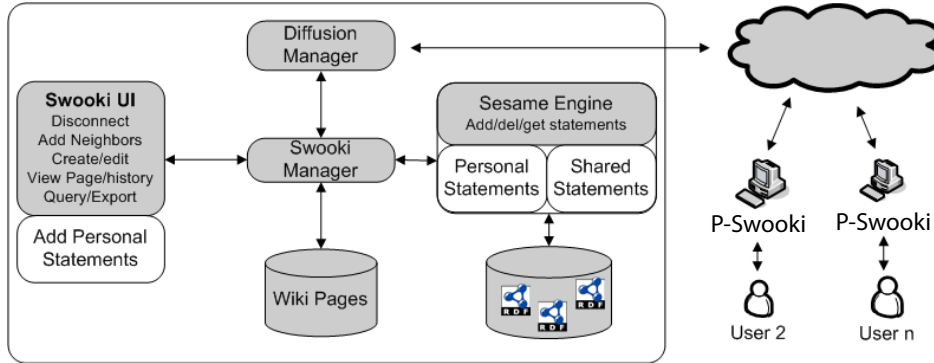 Diffusion
Manager
Swooki UI
Disconnect
Add Neighbors
Create/edit
View Page/history
Query/Export
Add Personal
Statements
Swooki
Manager
Sesame Engine
Add/del/get statements
Personal
Statements
Shared
Statements
Wiki Pages
RDF
RDF
RDF
P-Swooki
P-Swooki
User 2
User n